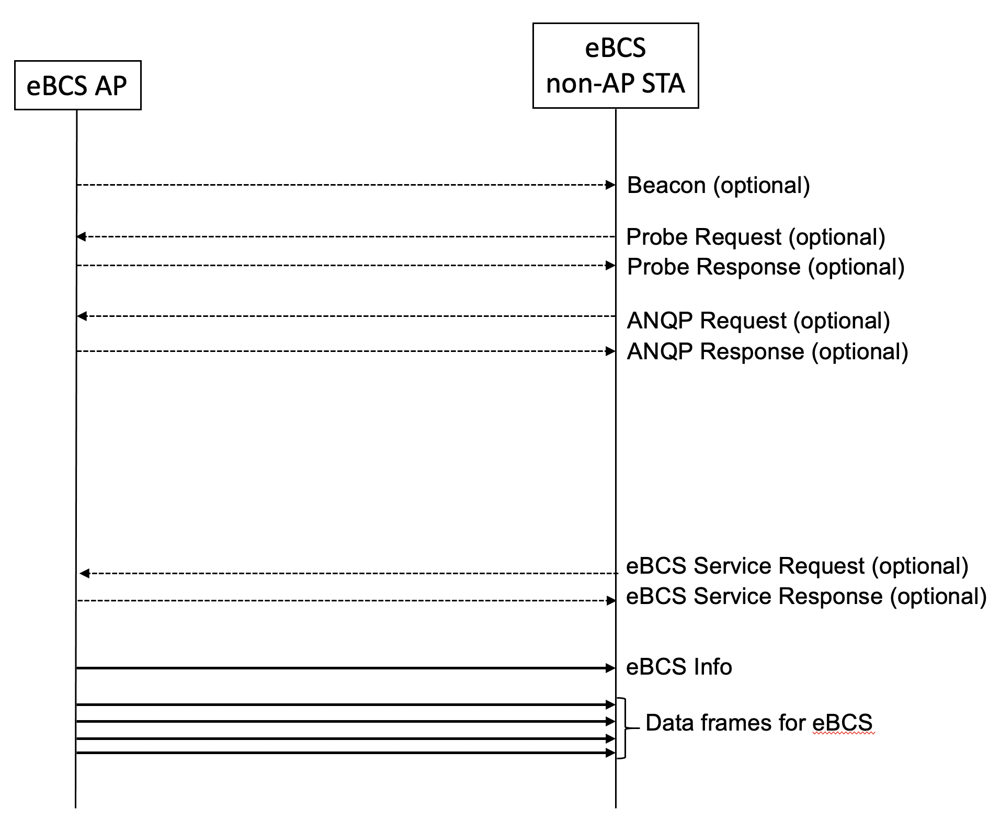 eBCS AP
eBCS
non-AP STA
Beacon (optional)
Probe Request (optional)
Probe Response (optional)
ANQP Request (optional)
ANQP Response (optional)
eBCS Service Request (optional)
eBCS Service Response (optional)
eBCS Info
Data frames for eBCS